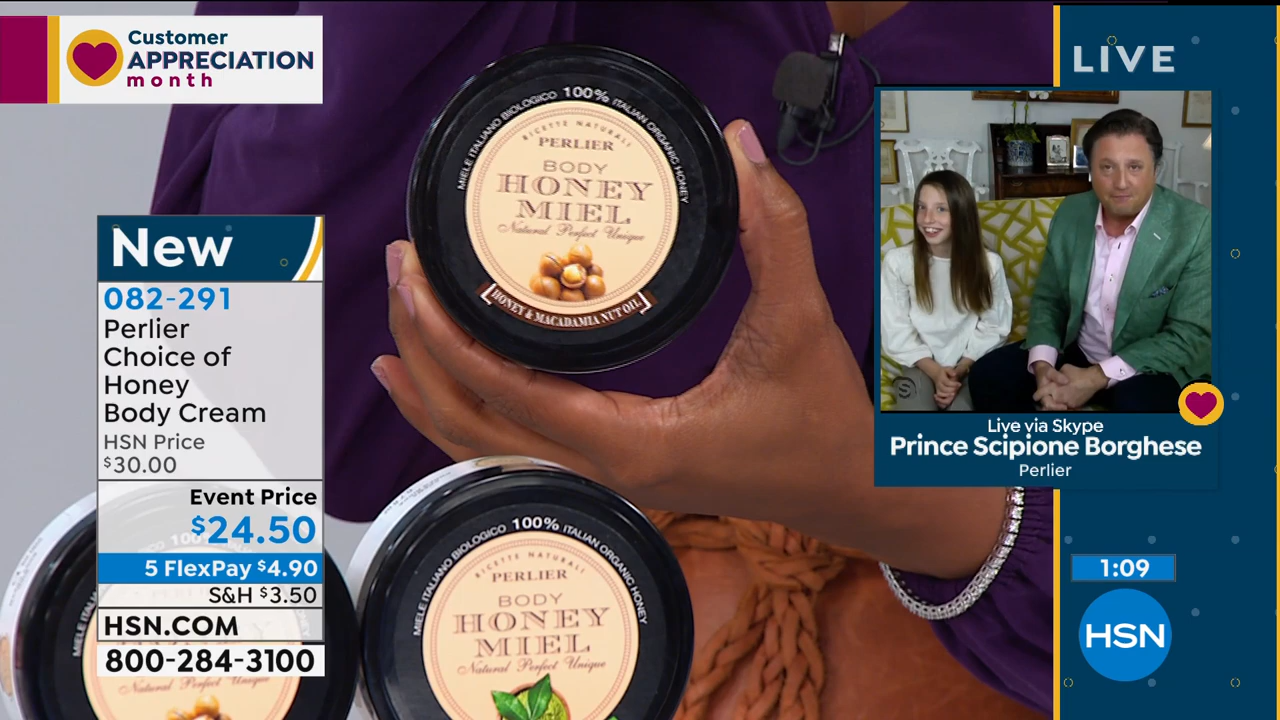 Customer
APPRECIATION
month
LIVE
MIELE ITALIANO BIOLOGICO 100% ITALIAN ORGANIC HONEY
RICETTE NATURALI
PERLIER
BODY
HONEY
MIEL
Natural Perfect Unique
HONEY & MACADAMIA NUT OIL
New
082-291
Perlier
Choice of
Honey
Body Cream
HSN Price
$30.00
Event Price
$24.50
5 FlexPay $4.90
S&H $3.50
HSN.COM
800-284-3100
Live via Skype
Prince Scipione Borghese
Perlier
MIELE ITALIANO BIOLOGICO 100% ITALIAN ORGANIC HONEY
RICETTE NATURALI
PERLIER
BODY
HONEY
MIEL
Natural Perfect Unique
Natural Perfect Unique
1:09
HSN